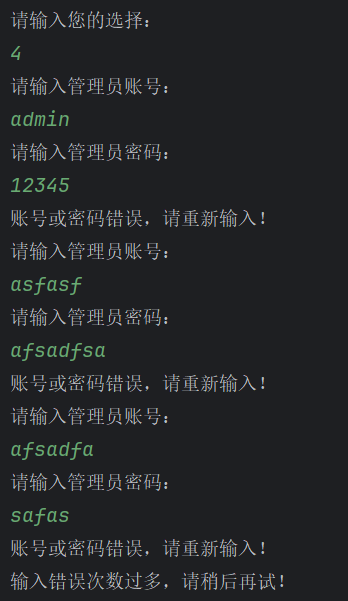 请输入您的选择：
4
请输入管理员账号：
admin
请输入管理员密码：
12345
账号或密码错误，请重新输入！
请输入管理员账号：
asfasf
请输入管理员密码：
afsadfsa
账号或密码错误，请重新输入！
请输入管理员账号：
afsadfa
请输入管理员密码：
safas
账号或密码错误，请重新输入！
输入错误次数过多，请稍后再试！